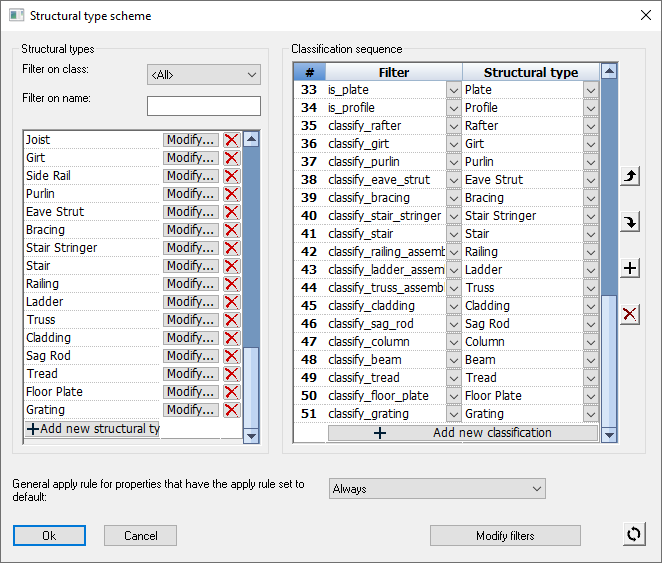 Structural type scheme
Structural types
Filter on class:
<All>
Filter on name:
Joist Modify...
Girt Modify...
Side Rail Modify...
Purlin Modify...
Eave Strut Modify...
Bracing Modify...
Stair Stringer Modify...
Stair Modify...
Railing Modify...
Ladder Modify...
Truss Modify...
Cladding Modify...
Sag Rod Modify...
Tread Modify...
Floor Plate Modify...
Grating Modify...
Add new structural ty
Classification sequence
# Filter Structural type
33 is_plate Plate
34 is_profile Profile
35 classify_rafter Rafter
36 classify_girt Girt
37 classify_purlin Purlin
38 classify_eave_strut Eave Strut
39 classify_bracing Bracing
40 classify_stair_stringer Stair Stringer
41 classify_stair Stair
42 classify_railing_assemb Railing
43 classify_ladder_assem Ladder
44 classify_truss_assembl Truss
45 classify_cladding Cladding
46 classify_sag_rod Sag Rod
47 classify_column Column
48 classify_beam Beam
49 classify_tread Tread
50 classify_floor_plate Floor Plate
51 classify_grating Grating
Add new classification
General apply rule for properties that have the apply rule set to
default:
Always
Ok
Cancel
Modify filters